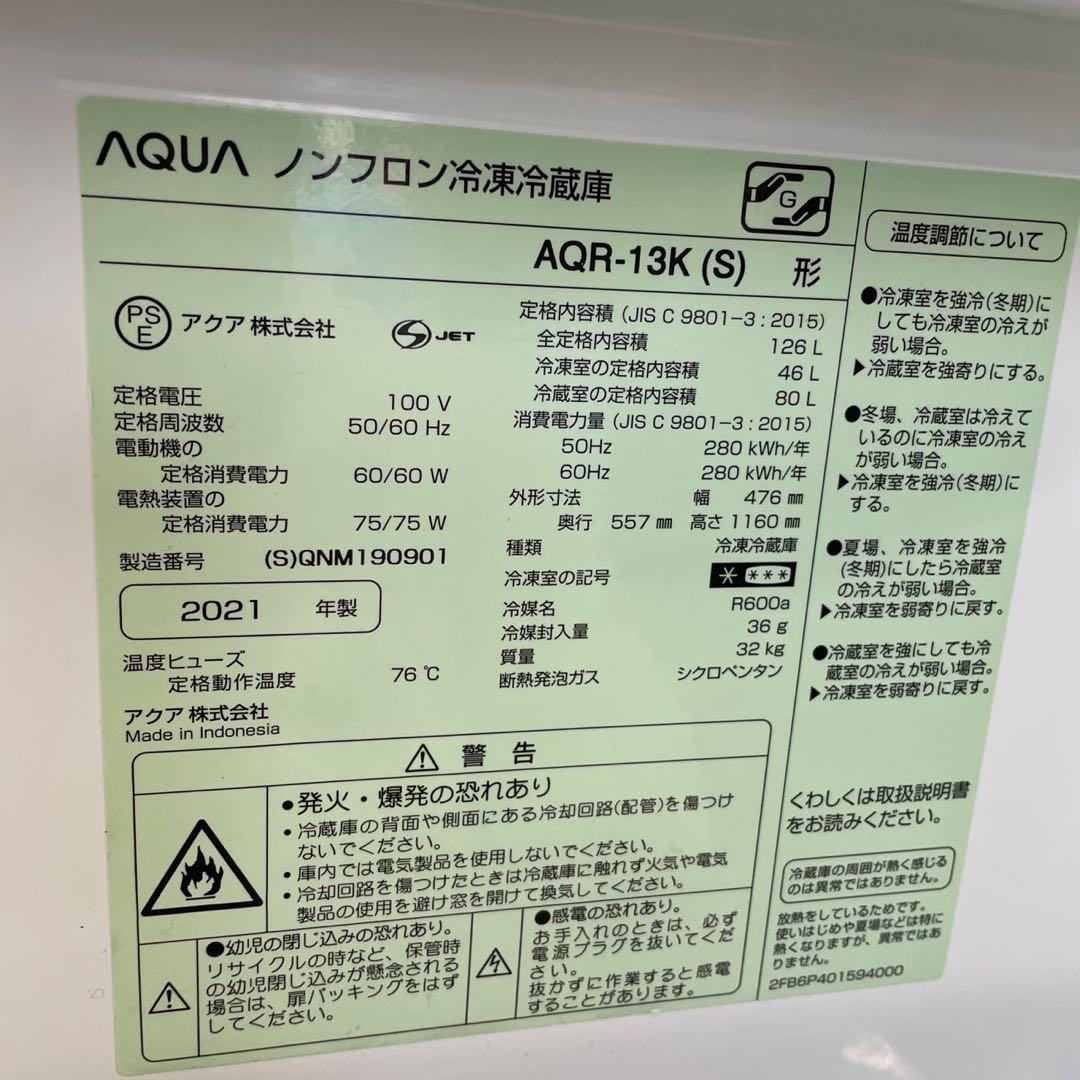 AQUA ノンフロン冷凍冷蔵庫
G
AQR-13K (S) 形
PS
E
アクア 株式会社
S JET
定格電圧 100 V
定格周波数 50/60 Hz
電動機の
定格消費電力 60/60 W
電熱装置の
定格消費電力 75/75 W
製造番号 (S)QNM190901
2021 年製
温度ヒューズ
定格動作温度 76 ℃
アクア 株式会社
Made in Indonesia
定格内容積 (JIS C 9801-3 : 2015)
全定格内容積 126 L
冷凍室の定格内容積 46 L
冷蔵室の定格内容積 80 L
消費電力量 (JIS C 9801-3 : 2015)
50Hz 280 kWh/年
60Hz 280 kWh/年
外形寸法 幅 476 ㎜
奥行 557 ㎜ 高さ 1160 ㎜
種類 冷凍冷蔵庫
冷凍室の記号 * ***
冷媒名 R600a
冷媒封入量 36 g
質量 32 kg
断熱発泡ガス シクロペンタン
⚠ 警 告
●発火・爆発の恐れあり
・冷蔵庫の背面や側面にある冷却回路(配管)を傷つけ
ないでください。
・庫内では電気製品を使用しないでください。
・冷却回路を傷つけたときは冷蔵庫に触れず火気や電気
製品の使用を避け窓を開けて換気してください。
●幼児の閉じ込みの恐れあり。
リサイクルの時など、保管時
の幼児閉じ込みが懸念される
場合は、扉パッキングをはず
してください。
●感電の恐れあり。
お手入れのときは、必ず
電源プラグを抜いてくだ
さい。
抜かずに作業すると感電
することがあります。
温度調節について
●冷凍室を強冷(冬期)に
しても冷凍室の冷えが
弱い場合。
▶冷蔵室を強寄りにする。
●冬場、冷蔵室は冷えて
いるのに冷凍室の冷え
が弱い場合。
▶冷凍室を強冷(冬期)に
する。
●夏場、冷凍室を強冷
(冬期)にしたら冷蔵室
の冷えが弱い場合。
▶冷凍室を弱寄りに戻す。
●冷蔵室を強にしても冷
蔵室の冷えが弱い場合。
▶冷凍室を弱寄りに戻す。
くわしくは取扱説明書
をお読みください。
冷蔵庫の周囲が熱く感じる
のは異常ではありません。
放熱をしているためです。
使いはじめや夏場などは特に
熱くなりますが、異常ではあ
りません。
2FB6P401594000